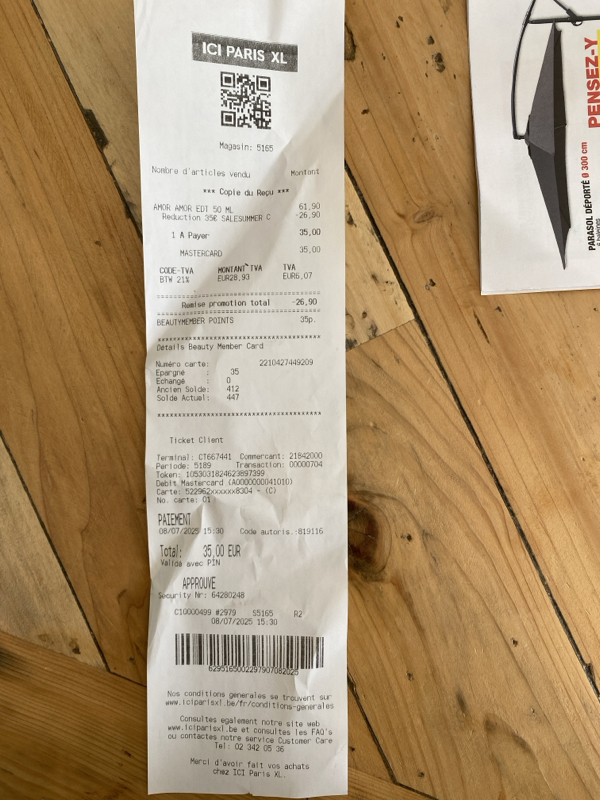 ICI PARIS XL
Magasin: 5165
Nombre d'articles vendu Montant
*** Copie du Reçu ***
AMOR AMOR EDT 50 ML 61,90
Reduction 35€ SALESUMMER C -26,90
1 A Payer 35,00
MASTERCARD 35,00
CODE-TVA MONTANT TVA TVA
BTW 21% EUR28,93 EUR6,07
Remise promotion total -26,90
BEAUTYMEMBER POINTS 35p.
Details Beauty Member Card
Numéro carte: 2210427449209
Epargné : 35
Echangé : 0
Ancien Solde: 412
Solde Actuel: 447
Ticket Client
Terminal: CT667441 Commercant: 21842000
Periode: 5189 Transaction: 00000704
Token: 1053031824623897399
Debit Mastercard (A0000000041010)
Carte: 522962xxxxxx8304 - (C)
No. carte: 01
PAIEMENT
08/07/2025 15:30 Code autoris.:819116
Total: 35,00 EUR
Validé avec PIN
APPROUVE
Security Nr: 64280248
C10000499 #2979 S5165 R2
08/07/2025 15:30
Nos conditions generales se trouvent sur
www.iciparisxl.be/fr/conditions-generales
Consultes egalement notre site web
www.iciparisxl.be et consultes les FAQ's
ou contactes notre service Customer Care
Tel: 02 342 05 36
Merci d'avoir fait vos achats
chez ICI Paris XL.
PENSEZ-Y
PARASOL DÉPORTÉ Ø 300 cm